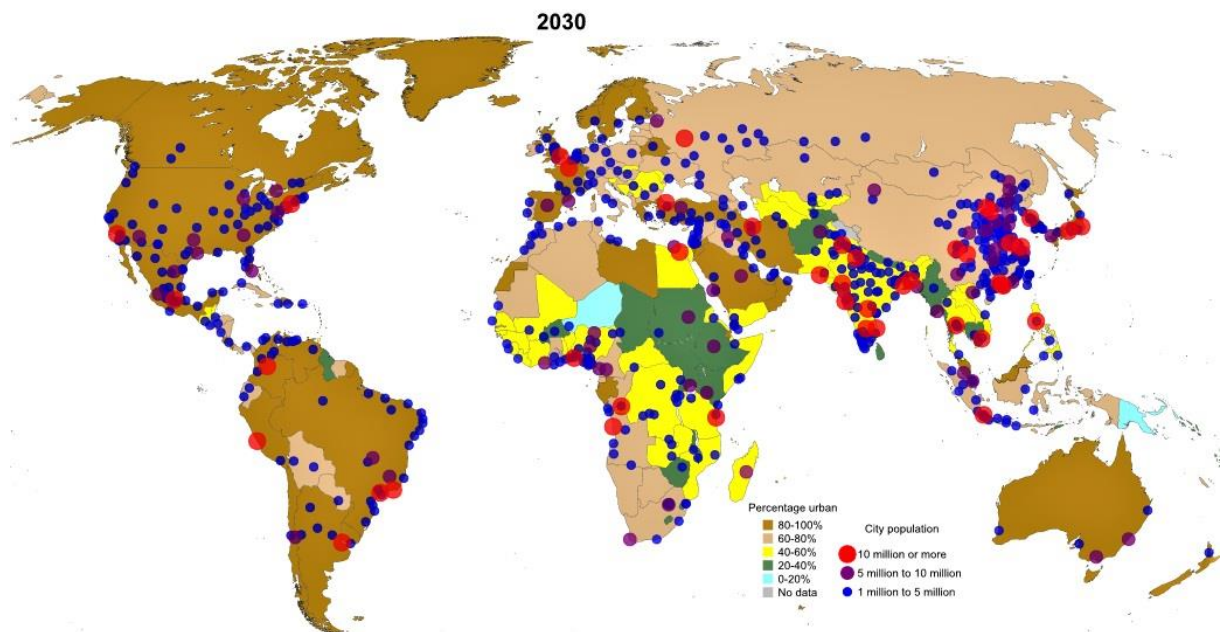 2030
Percentage urban
80-100%
60-80%
40-60%
20-40%
0-20%
No data
City population
10 million or more
5 million to 10 million
1 million to 5 million